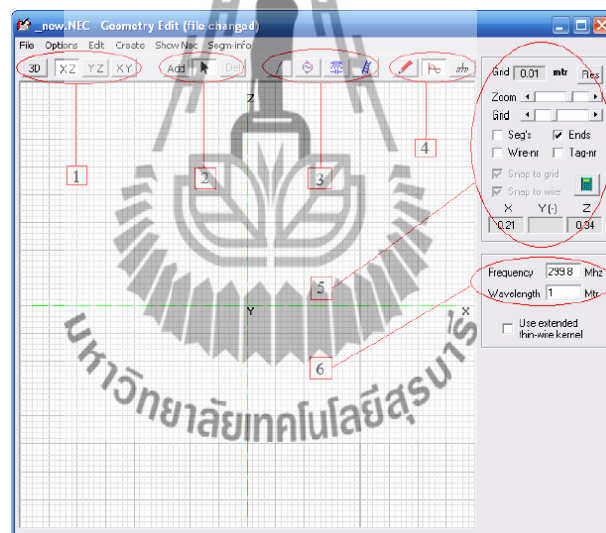 _new.NEC - Geometry Edit (file changed)
File Options Edit Create Show Nec Segm-info
3D XZ YZ XY Add Del
Z
1
2
3
4
Grid 0.01 mtr Res
Zoom
Grid
Seg's Ends
Wire-nr Tag-nr
Snap to grid
Snap to wire
X Y(-) Z
0.21 0.34
5
Y
X
Frequency 299.8 Mhz
Wavelength 1 Mtr
6
Use extended
thin-wire kernel
มหาวิทยาลัยเทคโนโลยีสุรนารี